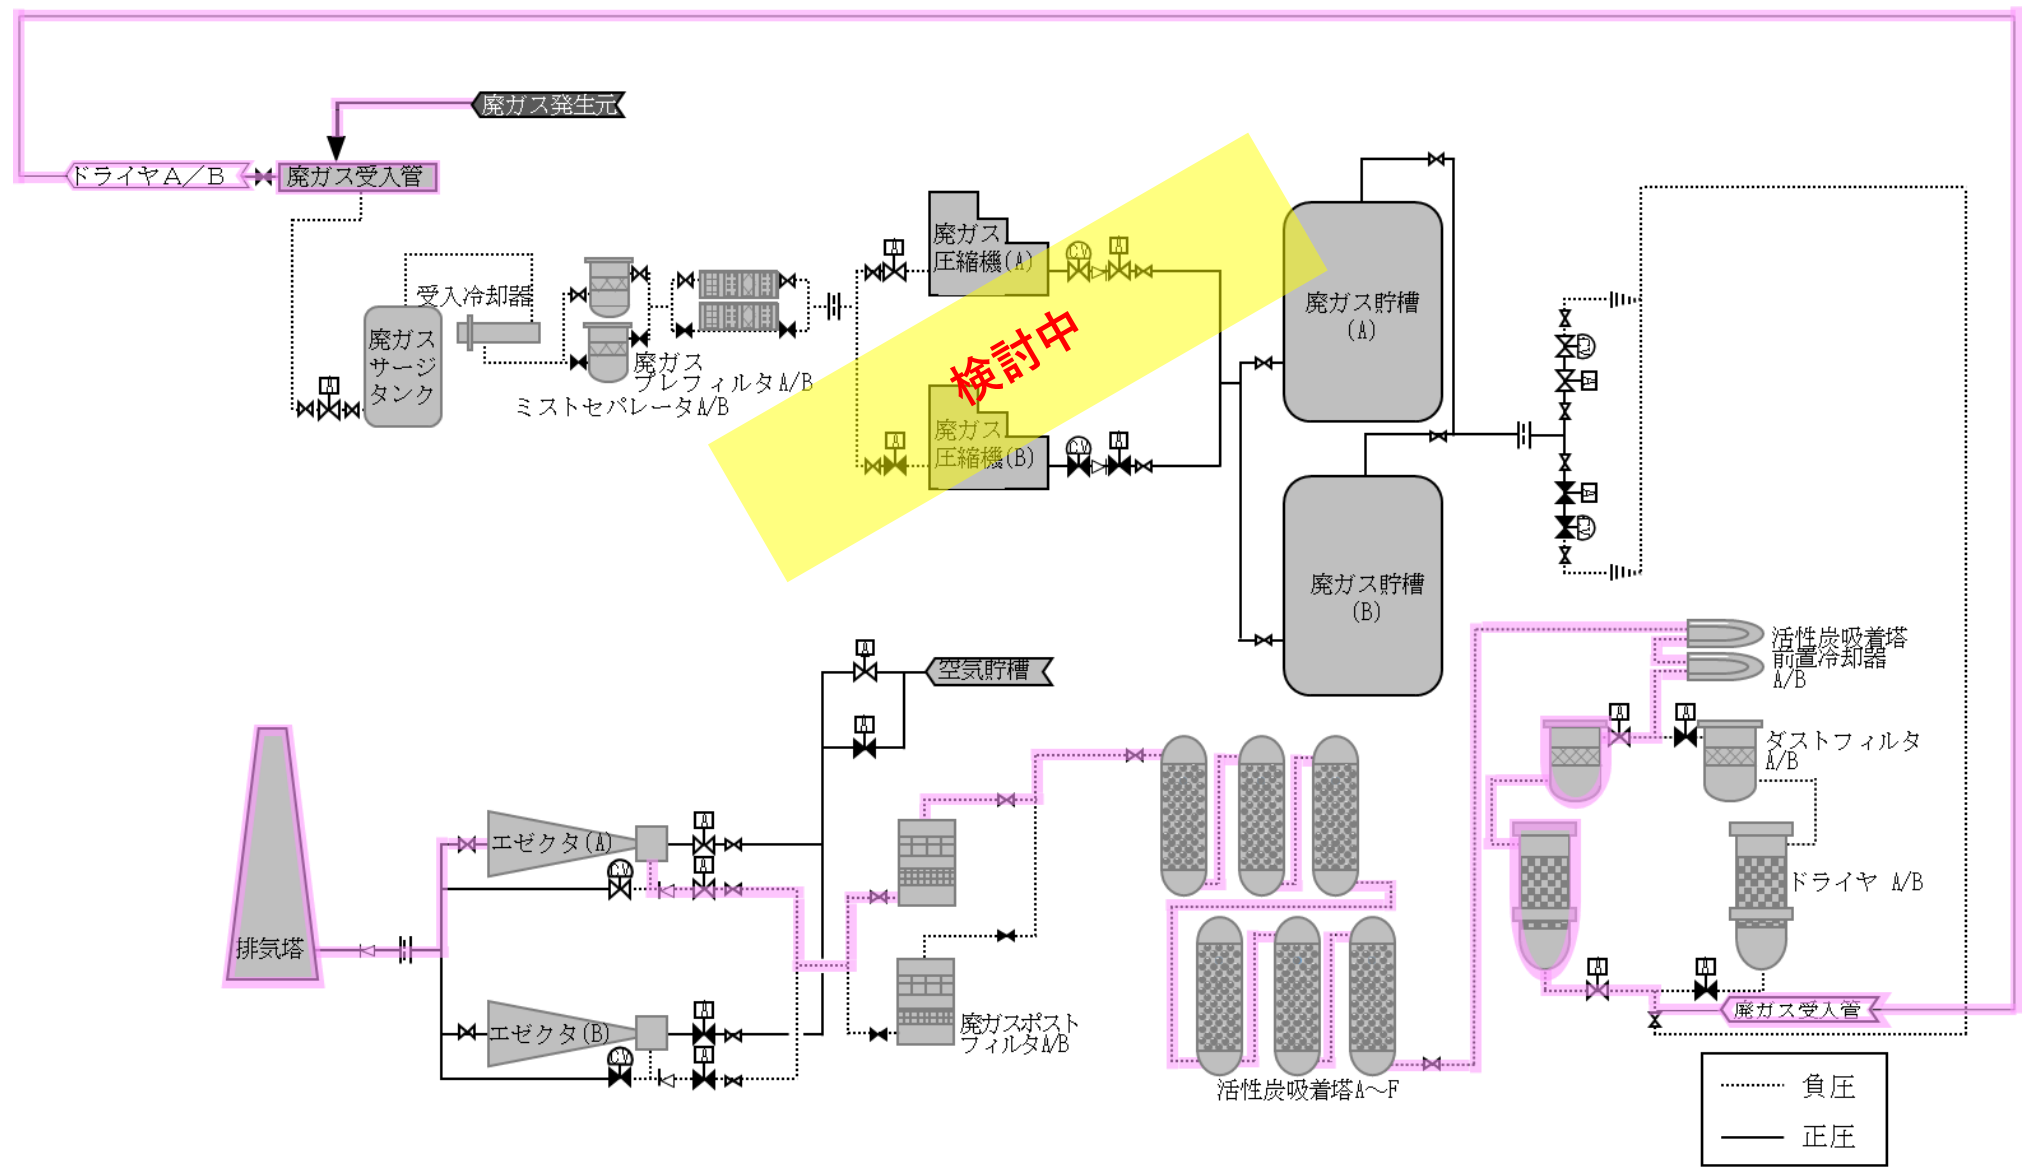 廃ガス発生元
ドライヤA／B
廃ガス受入管
受入冷却器
廃ガス
サージ
タンク
廃ガス
プレフィルタA/B
ミストセパレータA/B
A
A
A
廃ガス
圧縮機(A)
CV
A
廃ガス
圧縮機(B)
CV
A
検討中
廃ガス貯槽
(A)
廃ガス貯槽
(B)
CV
A
A
CV
活性炭吸着塔
前置冷却器
A/B
A
A
ダストフィルタ
A/B
ドライヤ A/B
A
A
廃ガス受入管
空気貯槽
A
A
排気塔
エゼクタ(A)
CV
A
A
エゼクタ(B)
CV
A
A
廃ガスポスト
フィルタA/B
活性炭吸着塔A～F
負圧
正圧